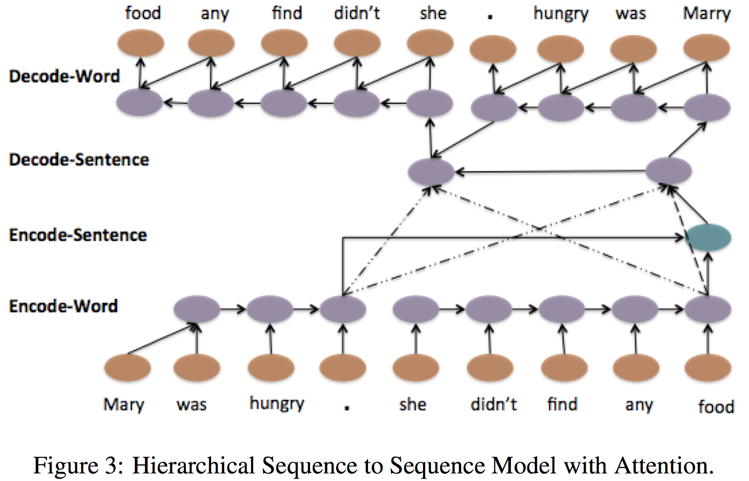 food any find didn't she . hungry was Marry
Decode-Word
Decode-Sentence
Encode-Sentence
Encode-Word
Mary was hungry . she didn't find any food
Figure 3: Hierarchical Sequence to Sequence Model with Attention.